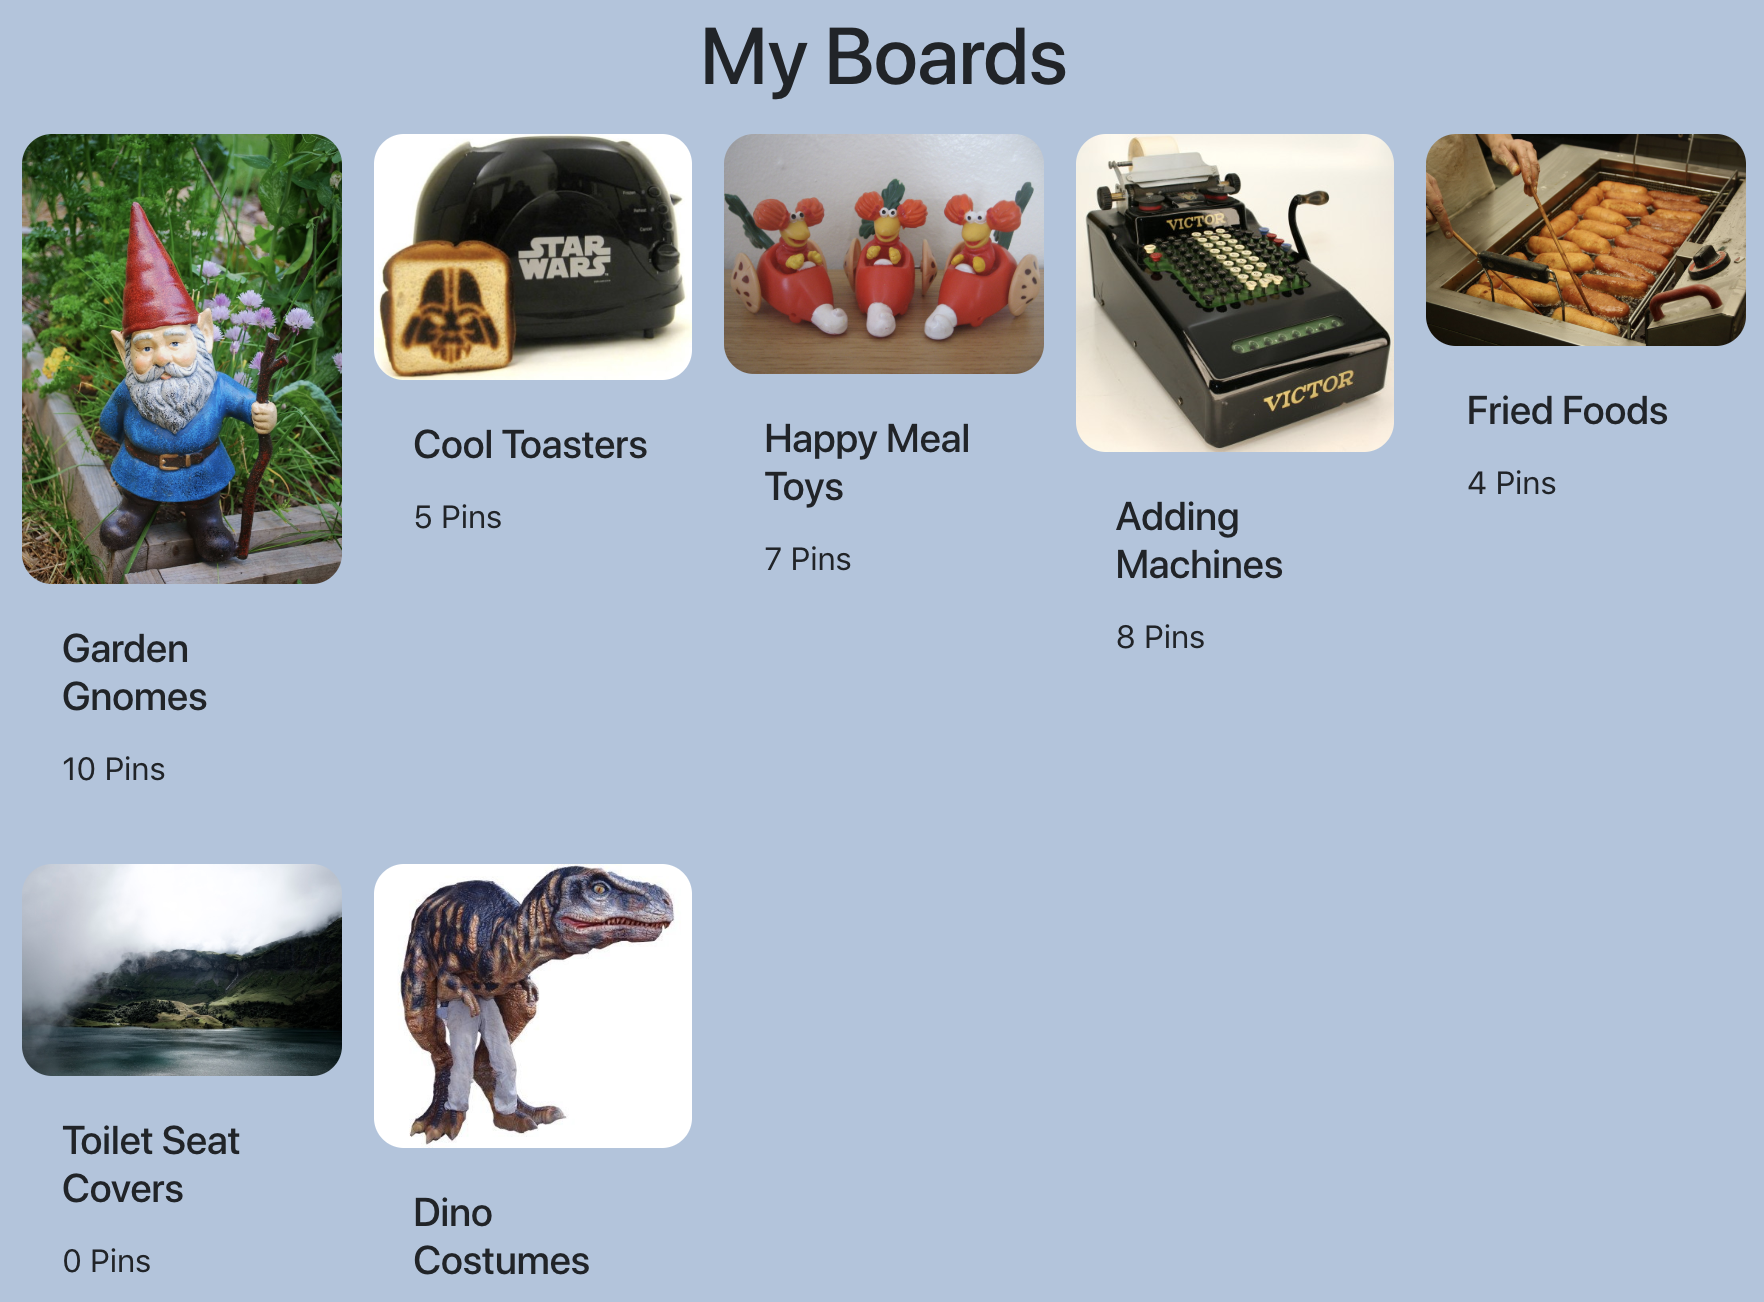 My Boards
STAR
WARS
VICTOR
VICTOR
Cool Toasters
5 Pins
Happy Meal
Toys
7 Pins
Adding
Machines
8 Pins
Fried Foods
4 Pins
Garden
Gnomes
10 Pins
Toilet Seat
Covers
0 Pins
Dino
Costumes